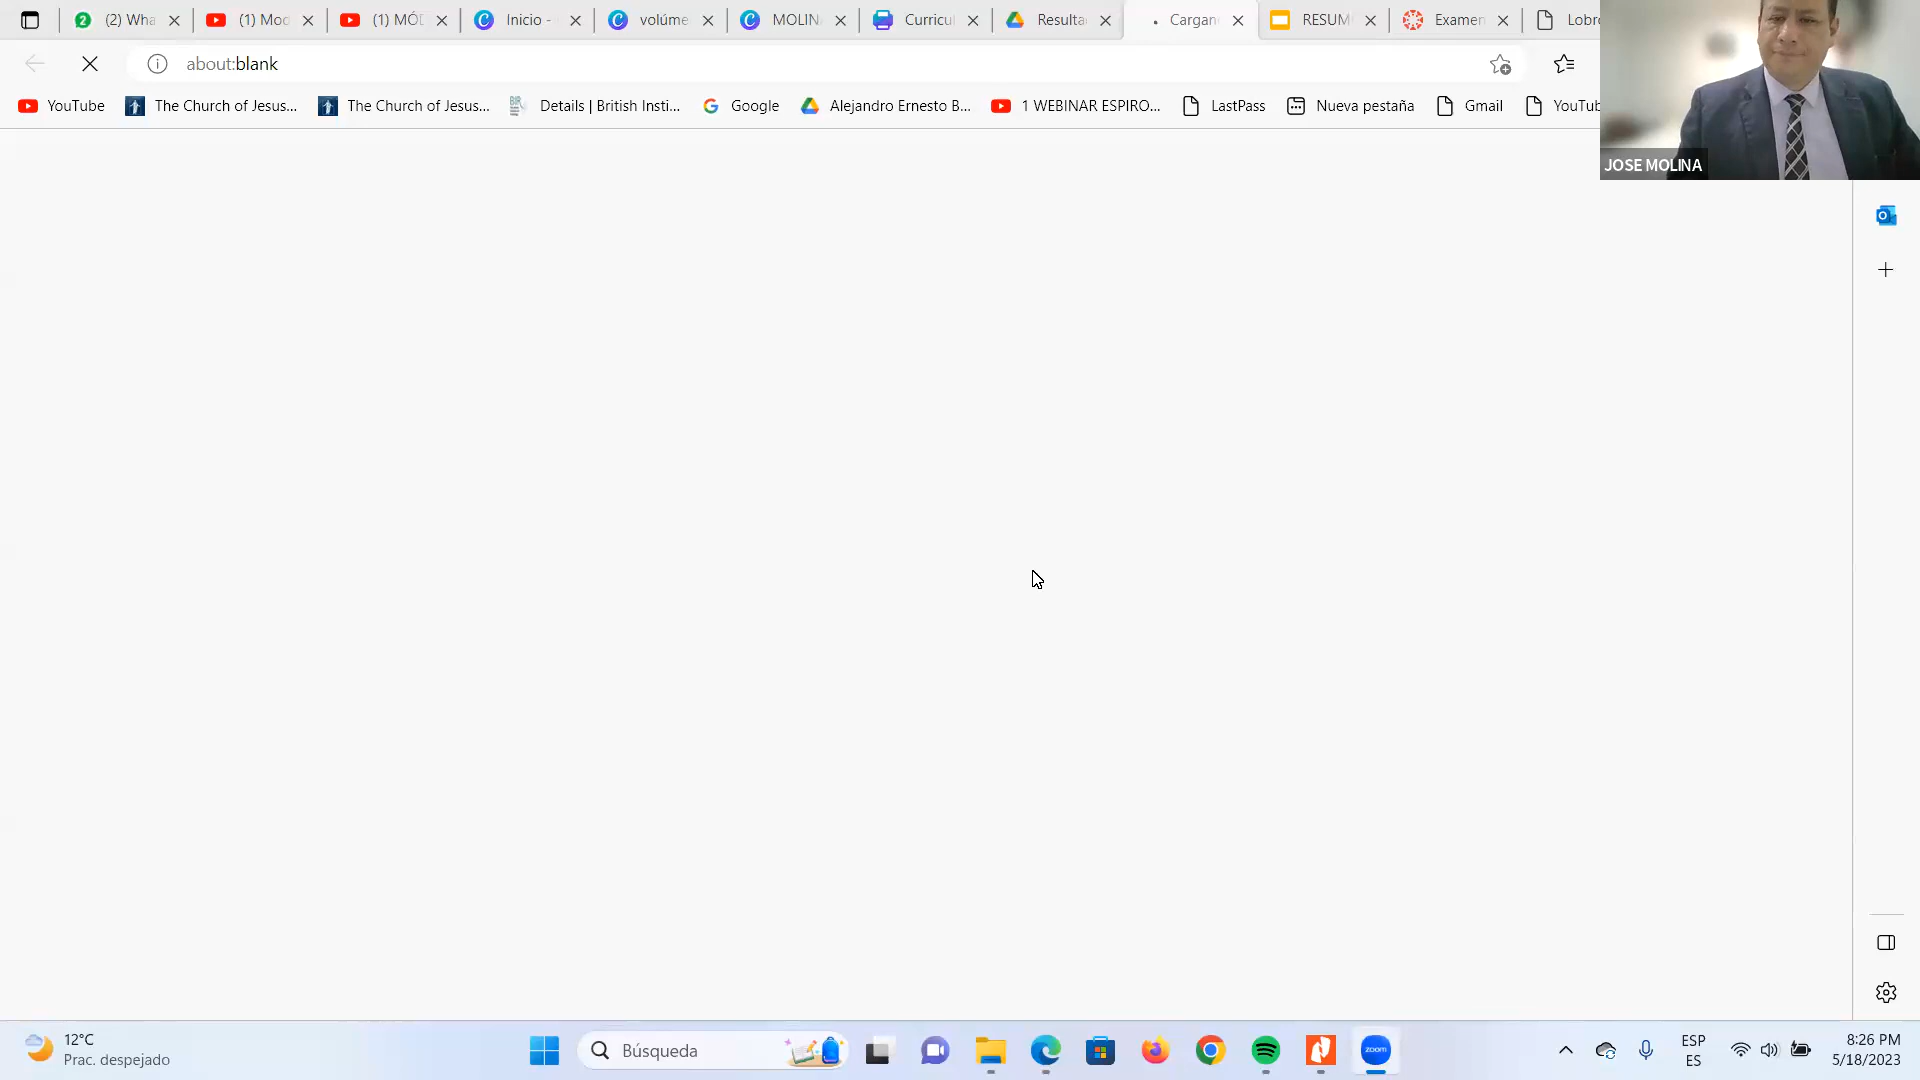 (2) Wha
(1) Moc
(1) MÓD
Inicio -
volúme
MOLIN
Curricul
Resulta
Cargan
RESUM
Examen
Lobro
about:blank
YouTube
The Church of Jesus...
The Church of Jesus...
Details | British Insti...
Google
Alejandro Ernesto B...
1 WEBINAR ESPIRO...
LastPass
Nueva pestaña
Gmail
YouTub
JOSE MOLINA
12°C
Prac. despejado
Búsqueda
zoom
ESP
ES
8:26 PM
5/18/2023